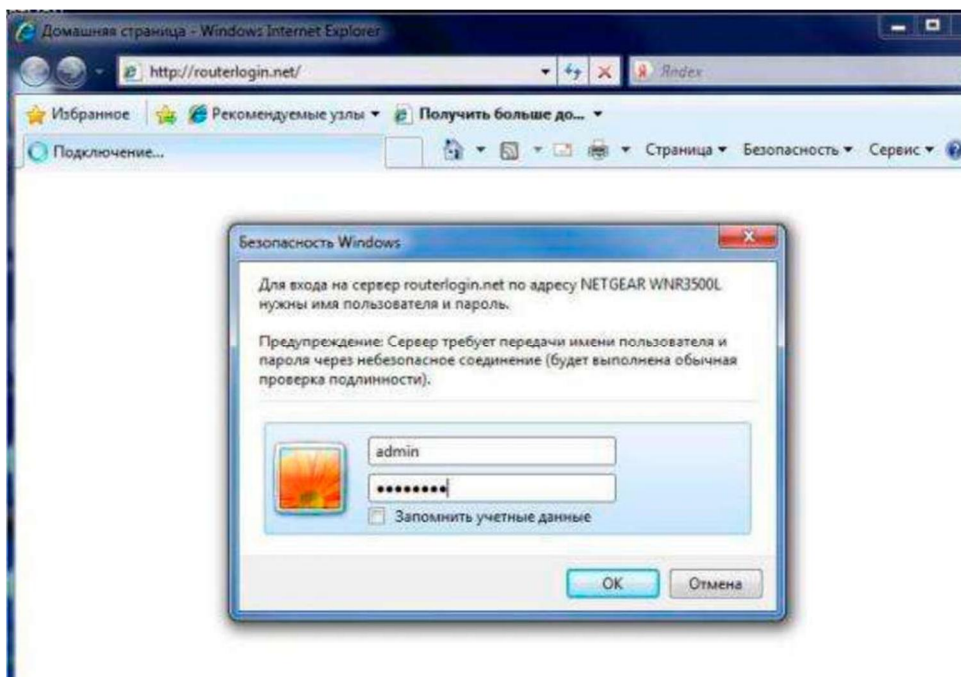 Домашняя страница - Windows Internet Explorer
http://routerlogin.net/
Яndex
Избранное
Рекомендуемые узлы
Получить больше до...
Подключение...
Страница
Безопасность
Сервис
Безопасность Windows
Для входа на сервер routerlogin.net по адресу NETGEAR WNR3500L
нужны имя пользователя и пароль.
Предупреждение: Сервер требует передачи имени пользователя и
пароля через небезопасное соединение (будет выполнена обычная
проверка подлинности).
admin
••••••••
Запомнить учетные данные
OK
Отмена